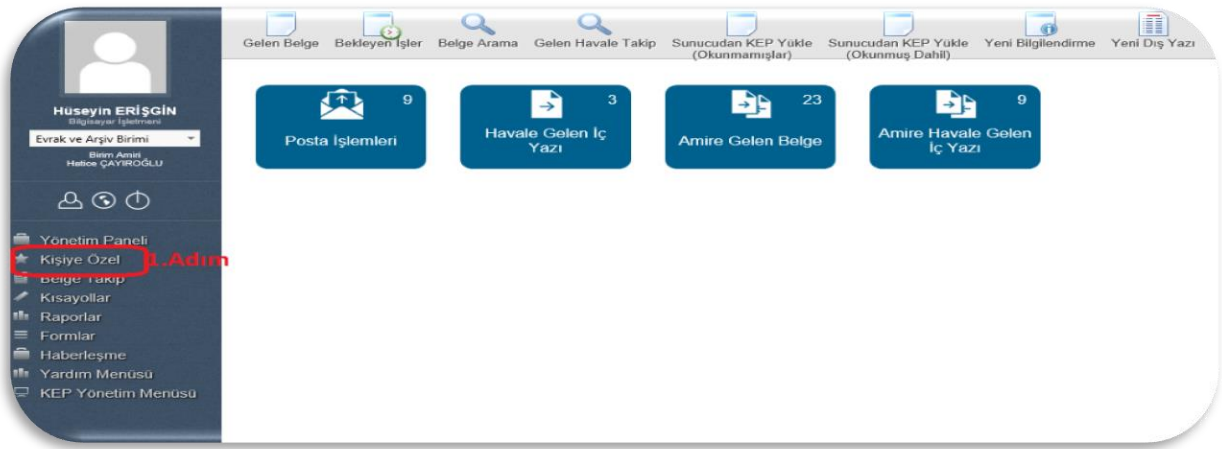 Gelen Belge Bekleyen İşler Belge Arama Gelen Havale Takip Sunucudan KEP Yükle Sunucudan KEP Yükle Yeni Bilgilendirme Yeni Dış Yazı
(Okunmamışlar) (Okunmuş Dahil)
Hüseyin ERİŞGİN
Bilgisayar İşletmeni
Evrak ve Arşiv Birimi
Birim Amiri
Hatice ÇAYIROĞLU
9
Posta İşlemleri
3
Havale Gelen İç
Yazı
23
Amire Gelen Belge
9
Amire Havale Gelen
İç Yazı
Yönetim Paneli
Kişiye Özel 1.Adım
Belge Takip
Kısayollar
Raporlar
Formlar
Haberleşme
Yardım Menüsü
KEP Yönetim Menüsü